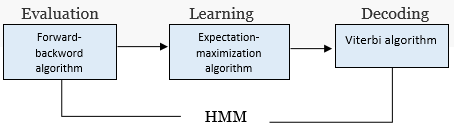 Evaluation
Learning
Decoding
Forward-
backword
algorithm
Expectation-
maximization
algorithm
Viterbi algorithm
HMM